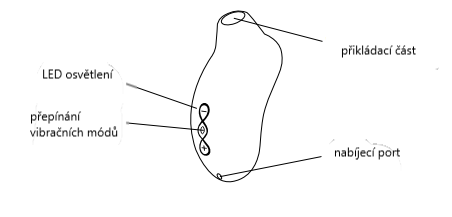 přikládací část
LED osvětlení
přepínání
vibračních módů
nabíjecí port